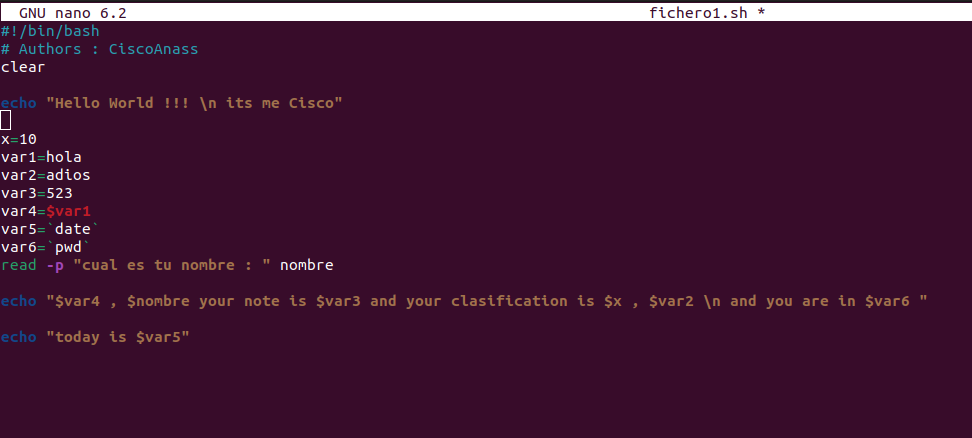 GNU nano 6.2 fichero1.sh *
#!/bin/bash
# Authors : CiscoAnass
clear
echo "Hello World !!! \n its me Cisco"
x=10
var1=hola
var2=adios
var3=523
var4=$var1
var5=`date`
var6=`pwd`
read -p "cual es tu nombre : " nombre
echo "$var4 , $nombre your note is $var3 and your clasification is $x , $var2 \n and you are in $var6 "
echo "today is $var5"